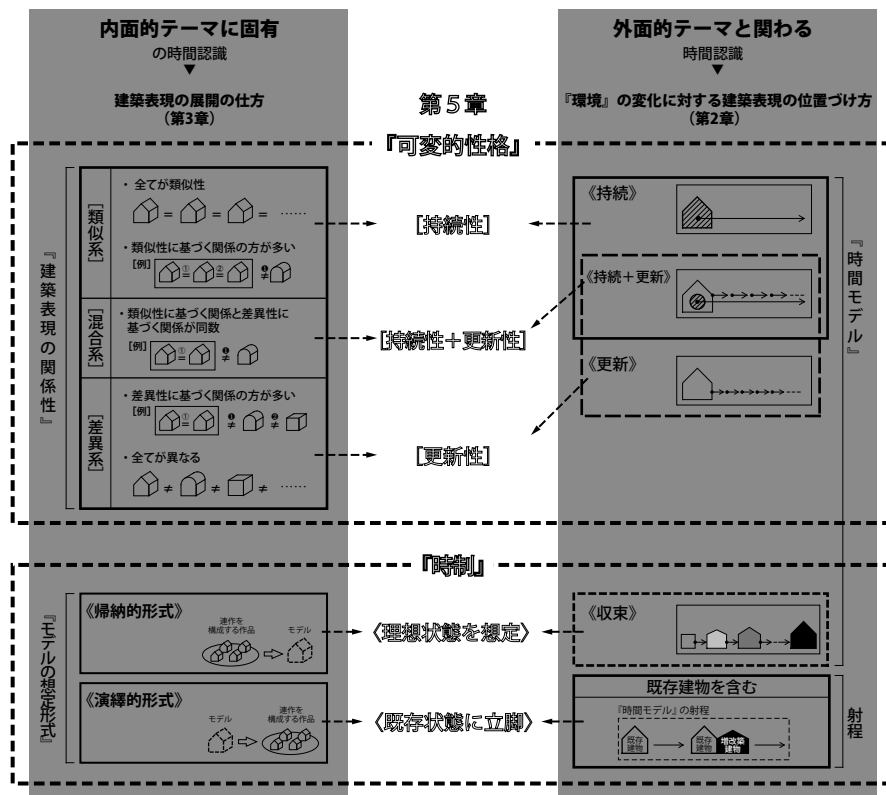 内面的テーマに固有
の時間認識
▼
建築表現の展開の仕方
（第3章）
外面的テーマと関わる
時間認識
▼
『環境』の変化に対する建築表現の位置づけ方
（第2章）
第５章
『可変的性格』
『建築表現の関係性』
［類似系］
・全てが類似性
= = = ……
・類似性に基づく関係の方が多い
［例］
① = ② = ❶ ≠
［混合系］
・類似性に基づく関係と差異性に
基づく関係が同数
［例］
① = ❶ ≠
［差異系］
・差異性に基づく関係の方が多い
［例］
① = ❶ ≠ ❷ ≠
・全てが異なる
≠ ≠ ≠ ……
［持続性］
［持続性＋更新性］
［更新性］
《持続》
《持続＋更新》
《更新》
『時間モデル』
『時制』
『モデルの想定形式』
《帰納的形式》
連作を
構成する作品
モデル
《演繹的形式》
モデル
連作を
構成する作品
〈理想状態を想定〉
〈既存状態に立脚〉
《収束》
既存建物を含む
『時間モデル』の射程
既存
建物
既存
建物
増改築
建物
射程